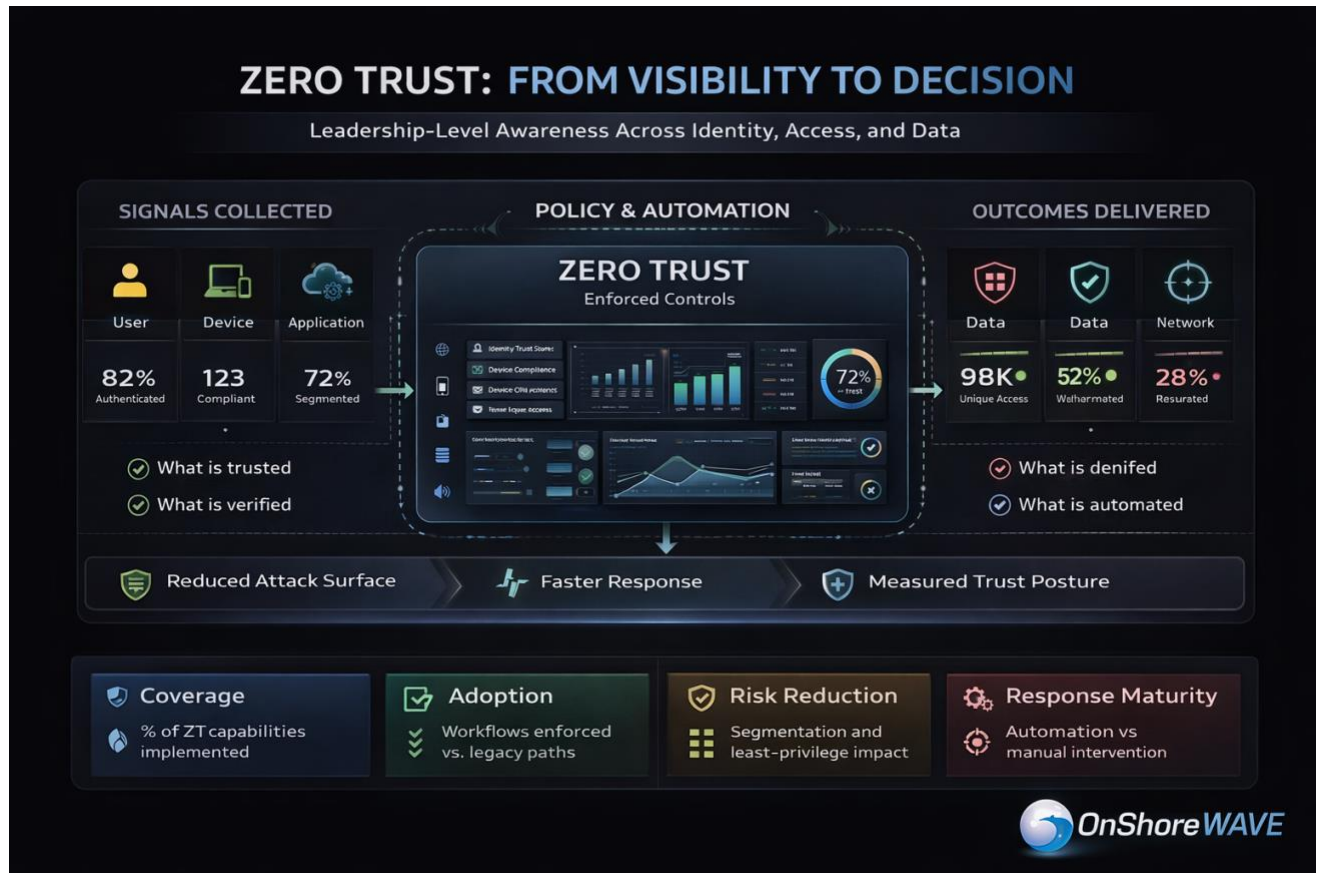 ZERO TRUST: FROM VISIBILITY TO DECISION
Leadership-Level Awareness Across Identity, Access, and Data
SIGNALS COLLECTED
User
Device
Application
82%
Authenticated
123
Compliant
72%
Segmented
What is trusted
What is verified
POLICY & AUTOMATION
ZERO TRUST
Enforced Controls
Device Compliance
72%
OUTCOMES DELIVERED
Data
Data
Network
98K
Unique Access
52%
28%
Resurated
What is denifed
What is automated
Reduced Attack Surface
Faster Response
Measured Trust Posture
Coverage
% of ZT capabilities
implemented
Adoption
Workflows enforced
vs. legacy paths
Risk Reduction
Segmentation and
least-privilege impact
Response Maturity
Automation vs
manual intervention
OnShoreWAVE